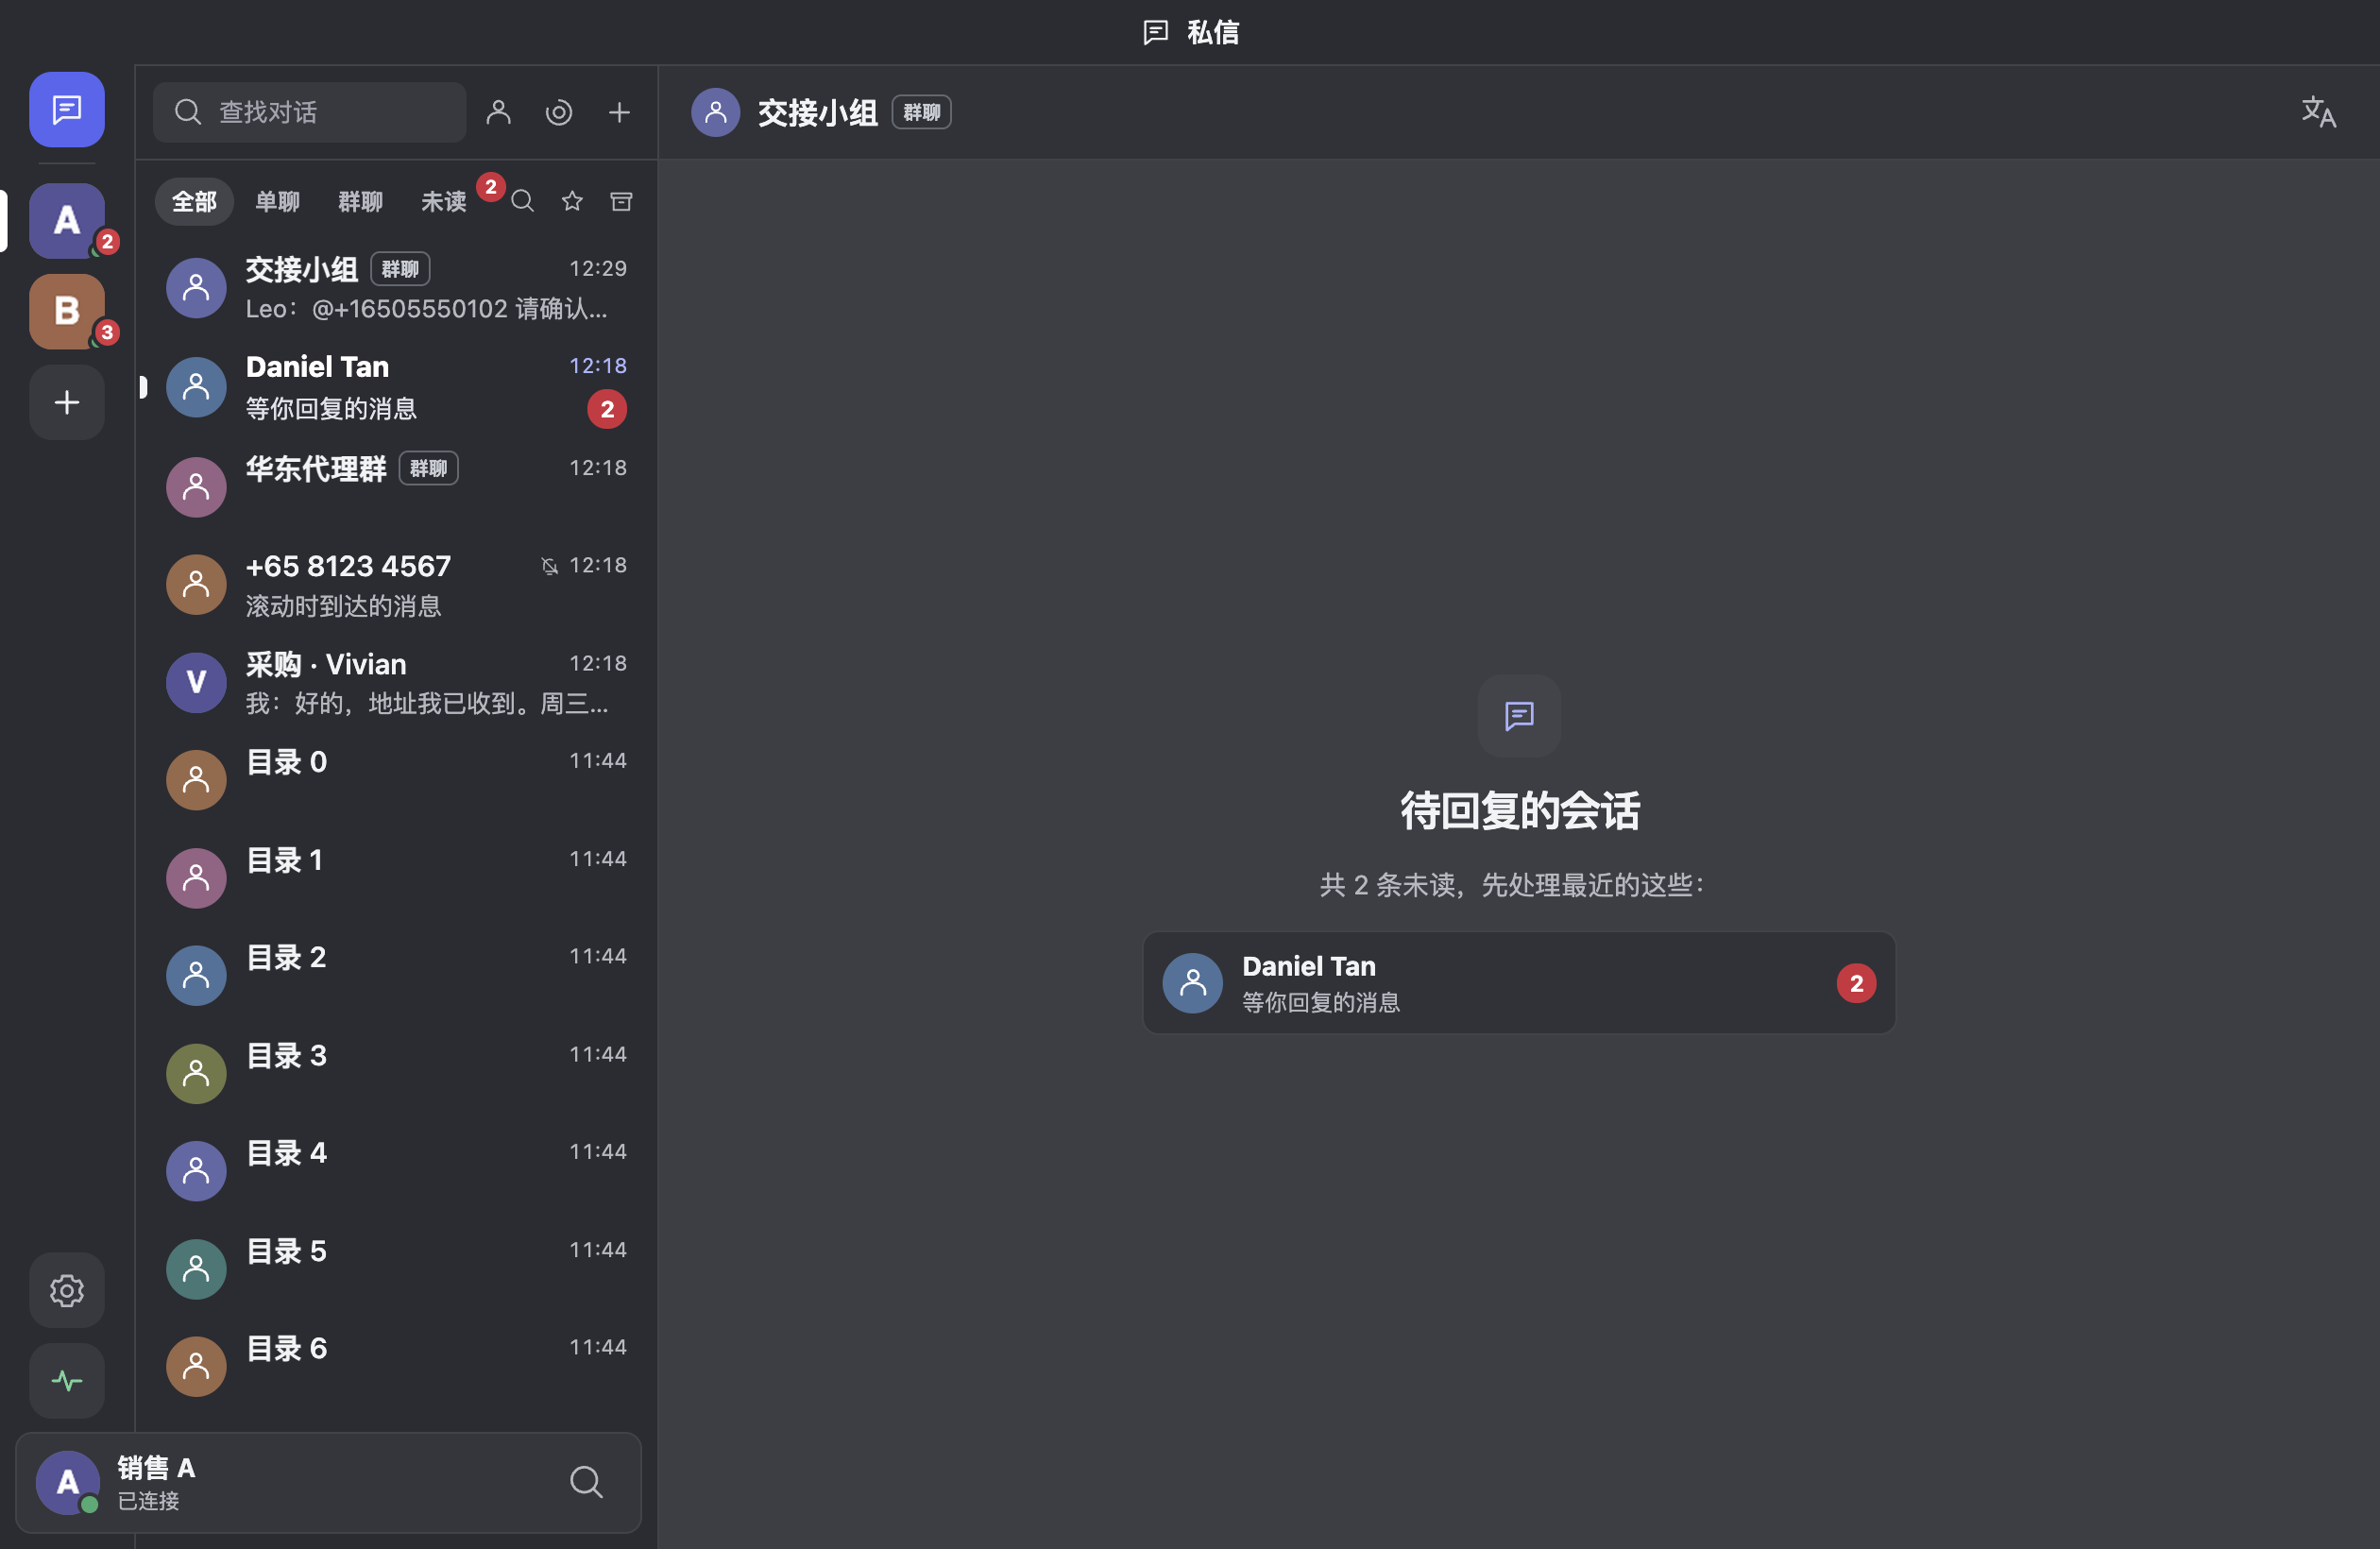 私信
查找对话
全部 单聊 群聊 未读 2
A 2
B 3
交接小组 群聊 12:29
Leo：@+16505550102 请确认...
Daniel Tan 12:18
等你回复的消息 2
华东代理群 群聊 12:18
+65 8123 4567 12:18
滚动时到达的消息
V
采购 · Vivian 12:18
我：好的，地址我已收到。周三...
目录 0 11:44
目录 1 11:44
目录 2 11:44
目录 3 11:44
目录 4 11:44
目录 5 11:44
目录 6 11:44
A
销售 A
已连接
交接小组 群聊
文A
待回复的会话
共 2 条未读，先处理最近的这些：
Daniel Tan
等你回复的消息
2